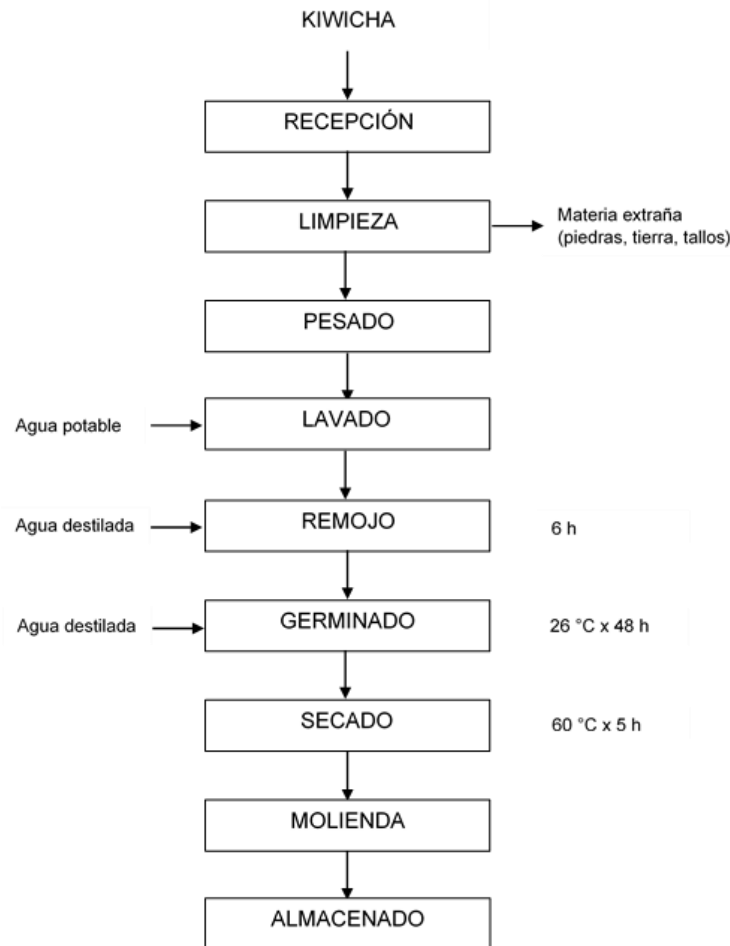 KIWICHA
RECEPCIÓN
LIMPIEZA
Materia extraña
(piedras, tierra, tallos)
PESADO
Agua potable
LAVADO
Agua destilada
REMOJO
6 h
Agua destilada
GERMINADO
26 °C x 48 h
SECADO
60 °C x 5 h
MOLIENDA
ALMACENADO